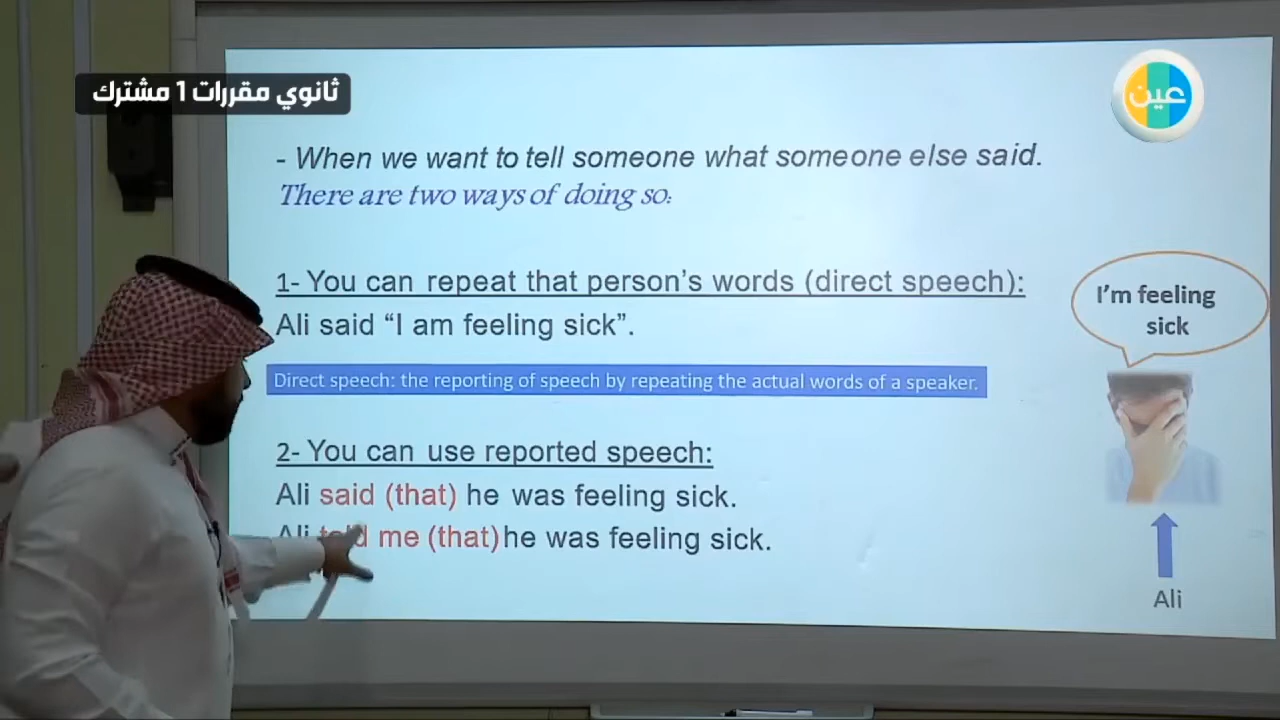 ثانوي مقررات 1 مشترك
عين
- When we want to tell someone what someone else said.
There are two ways of doing so:
1- You can repeat that person's words (direct speech):
Ali said “I am feeling sick”.
I'm feeling
sick
Direct speech: the reporting of speech by repeating the actual words of a speaker.
2- You can use reported speech:
Ali said (that) he was feeling sick.
Ali told me (that) he was feeling sick.
Ali